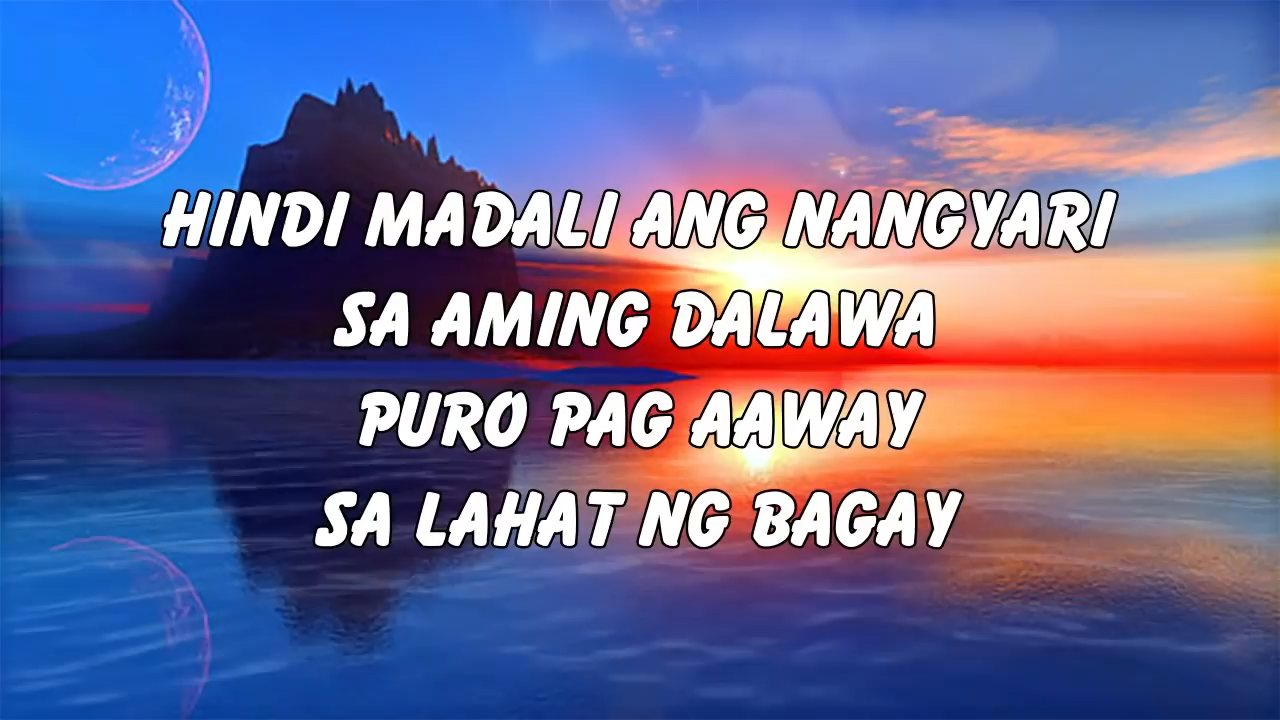 HINDI MADALI ANG NANGYARI
SA AMING DALAWA
PURO PAG AAWAY
SA LAHAT NG BAGAY